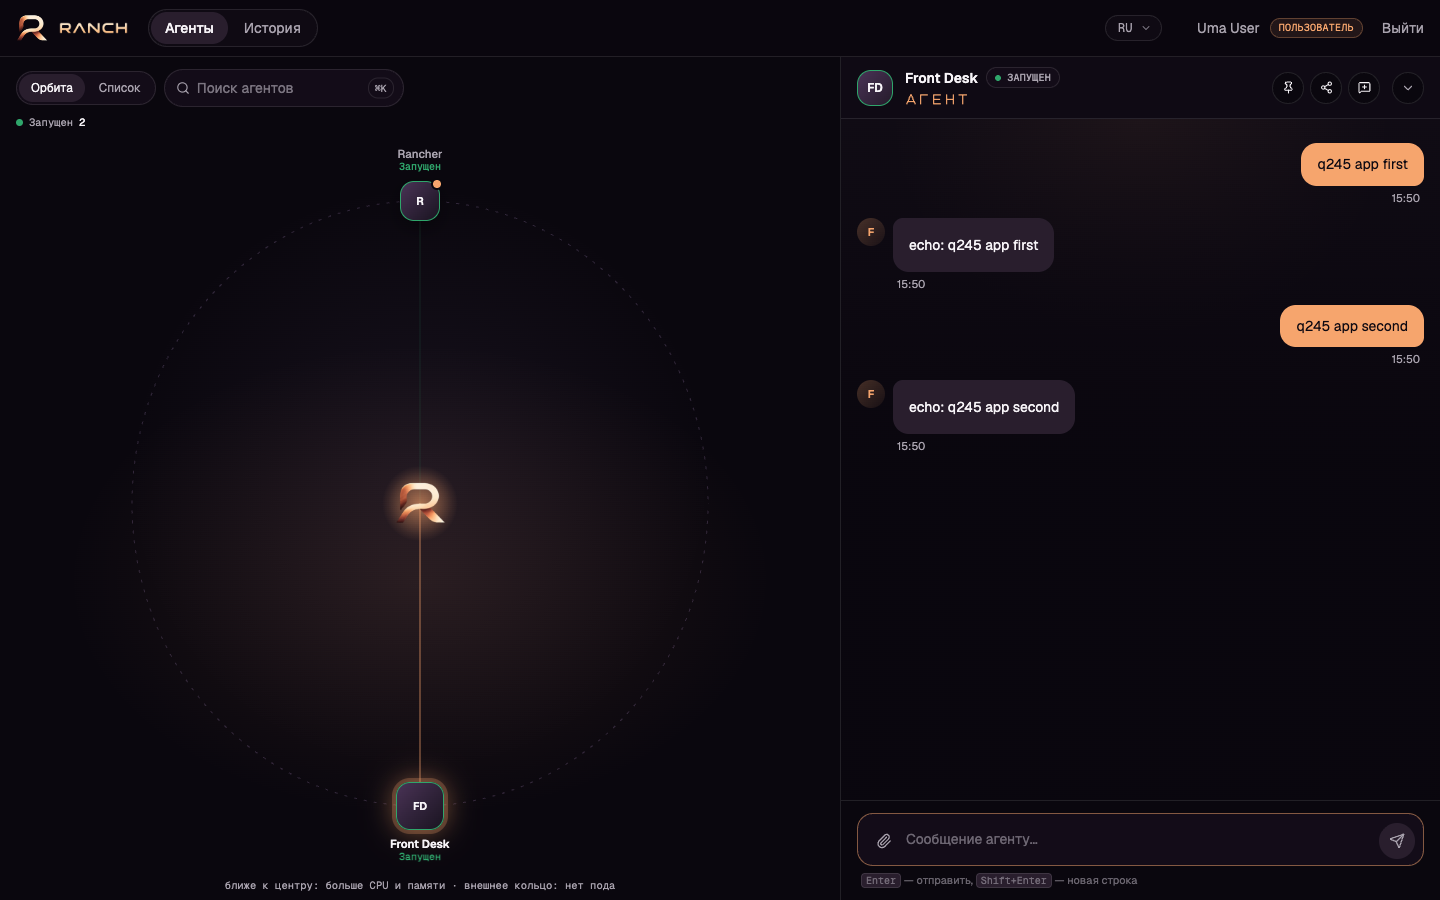 RANCH
Агенты
История
RU
Uma User
ПОЛЬЗОВАТЕЛЬ
Выйти
Орбита
Список
Поиск агентов
⌘K
Запущен 2
Rancher
Запущен
R
FD
Front Desk
Запущен
ближе к центру: больше CPU и памяти · внешнее кольцо: нет пода
FD
Front Desk
ЗАПУЩЕН
АГЕНТ
q245 app first
15:50
F
echo: q245 app first
15:50
q245 app second
15:50
F
echo: q245 app second
15:50
Сообщение агенту…
Enter — отправить, Shift+Enter — новая строка